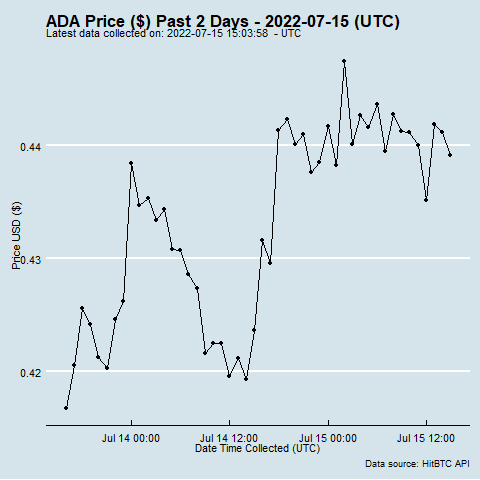 ADA Price ($) Past 2 Days - 2022-07-15 (UTC)
Latest data collected on: 2022-07-15 15:03:58 - UTC
Price USD ($)
0.44
0.43
0.42
Jul 14 00:00 Jul 14 12:00 Jul 15 00:00 Jul 15 12:00
Date Time Collected (UTC)
Data source: HitBTC API